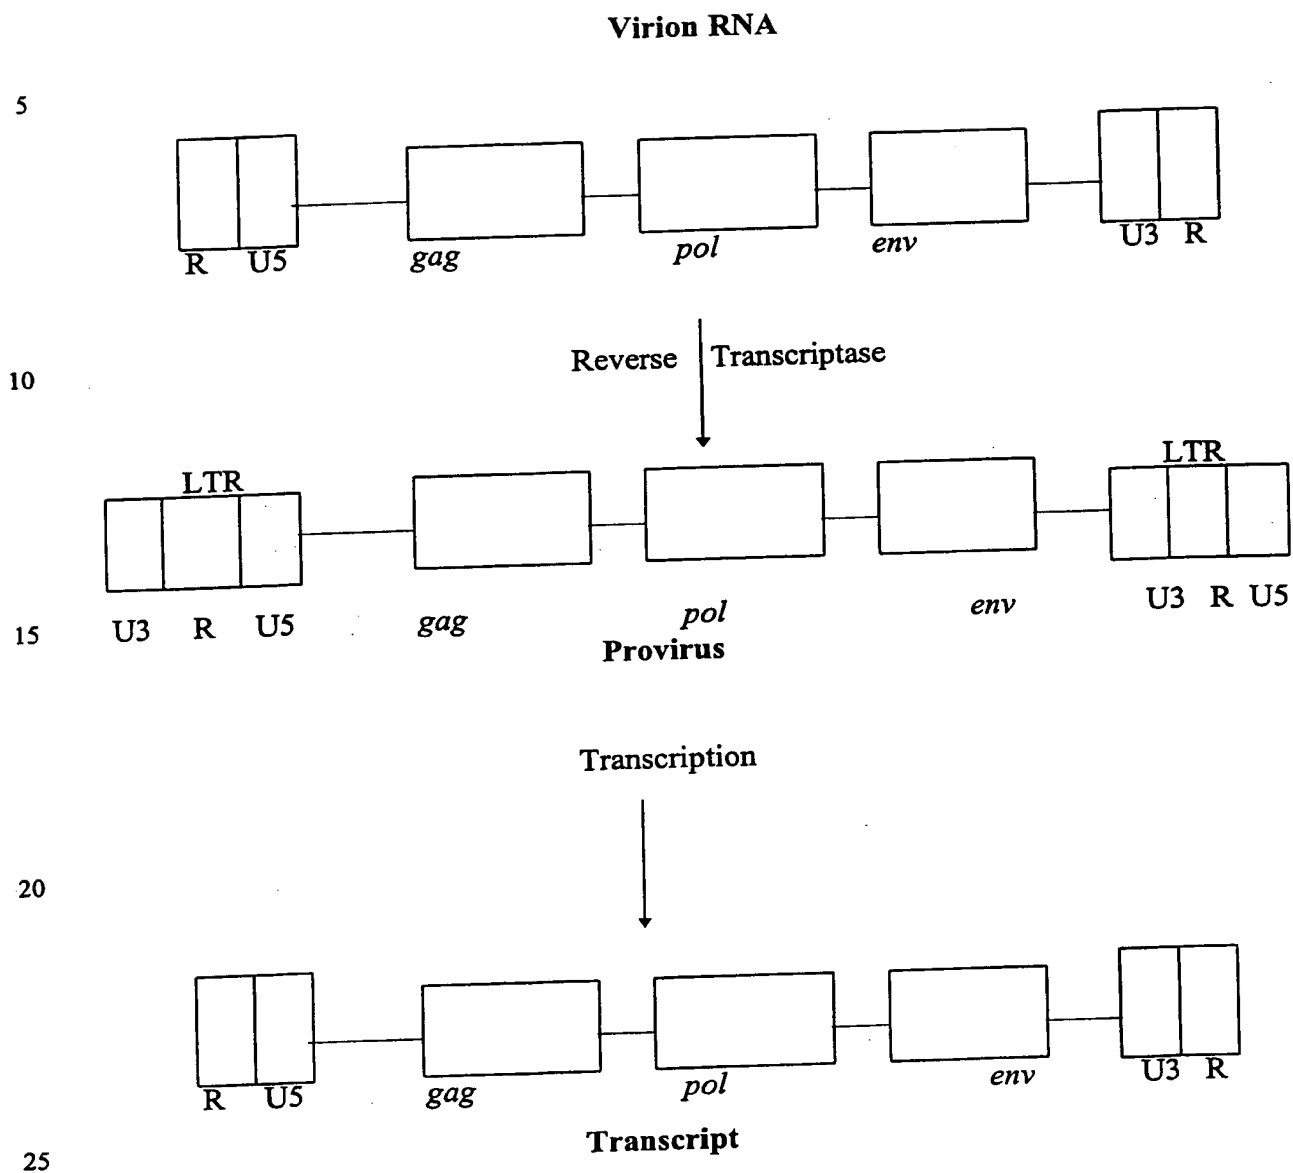 Virion RNA
5
R U5 gag pol env U3 R
Reverse Transcriptase
10
LTR LTR
U3 R U5 gag pol env U3 R U5
15
Provirus
Transcription
20
R U5 gag pol env U3 R
Transcript
25